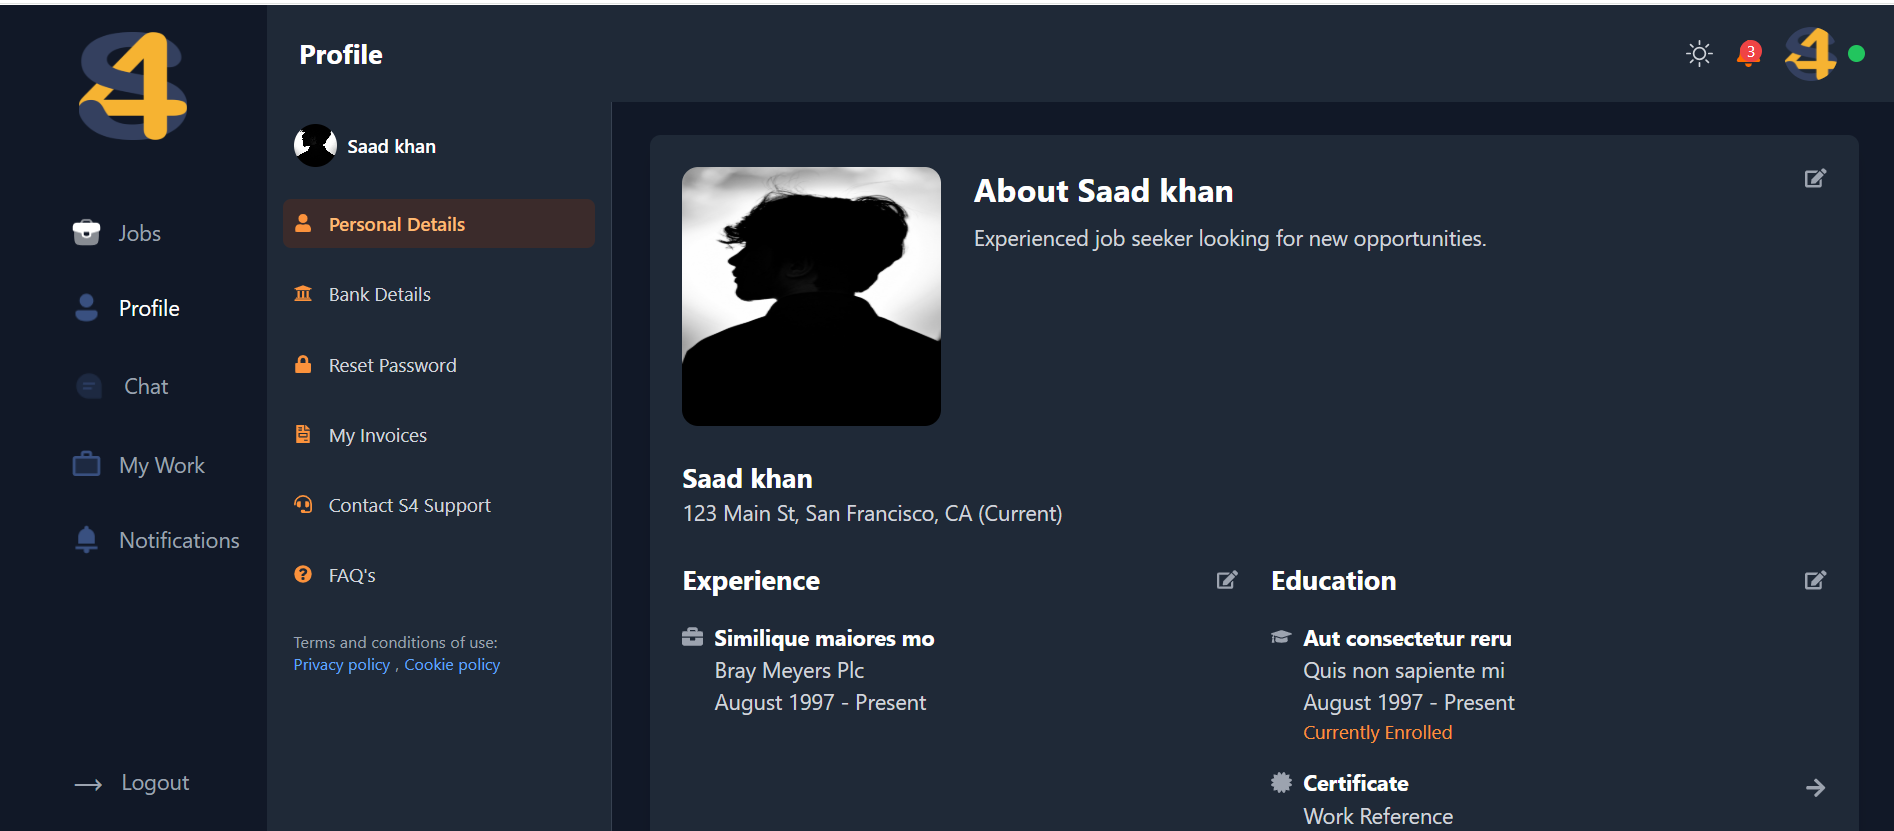 S4
Jobs
Profile
Chat
My Work
Notifications
Logout
Profile
3
S4
Saad khan
Personal Details
Bank Details
Reset Password
My Invoices
Contact S4 Support
FAQ's
Terms and conditions of use:
Privacy policy , Cookie policy
About Saad khan
Experienced job seeker looking for new opportunities.
Saad khan
123 Main St, San Francisco, CA (Current)
Experience
Similique maiores mo
Bray Meyers Plc
August 1997 - Present
Education
Aut consectetur reru
Quis non sapiente mi
August 1997 - Present
Currently Enrolled
Certificate
Work Reference